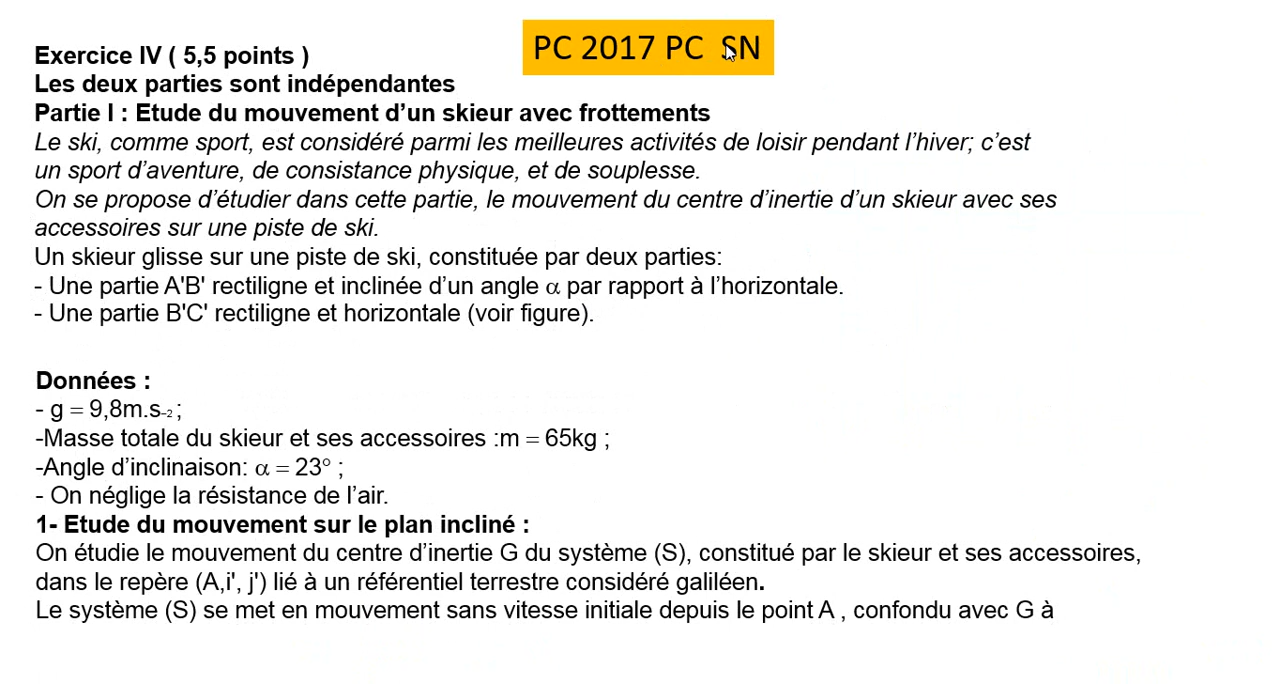 PC 2017 PC SN
Exercice IV ( 5,5 points )
Les deux parties sont indépendantes
Partie I : Etude du mouvement d’un skieur avec frottements
Le ski, comme sport, est considéré parmi les meilleures activités de loisir pendant l’hiver; c’est
un sport d’aventure, de consistance physique, et de souplesse.
On se propose d’étudier dans cette partie, le mouvement du centre d’inertie d’un skieur avec ses
accessoires sur une piste de ski.
Un skieur glisse sur une piste de ski, constituée par deux parties:
- Une partie A'B' rectiligne et inclinée d’un angle α par rapport à l’horizontale.
- Une partie B'C' rectiligne et horizontale (voir figure).
Données :
- g = 9,8m.s₋₂ ;
-Masse totale du skieur et ses accessoires :m = 65kg ;
-Angle d’inclinaison: α = 23° ;
- On néglige la résistance de l’air.
1- Etude du mouvement sur le plan incliné :
On étudie le mouvement du centre d’inertie G du système (S), constitué par le skieur et ses accessoires,
dans le repère (A,i', j') lié à un référentiel terrestre considéré galiléen.
Le système (S) se met en mouvement sans vitesse initiale depuis le point A , confondu avec G à